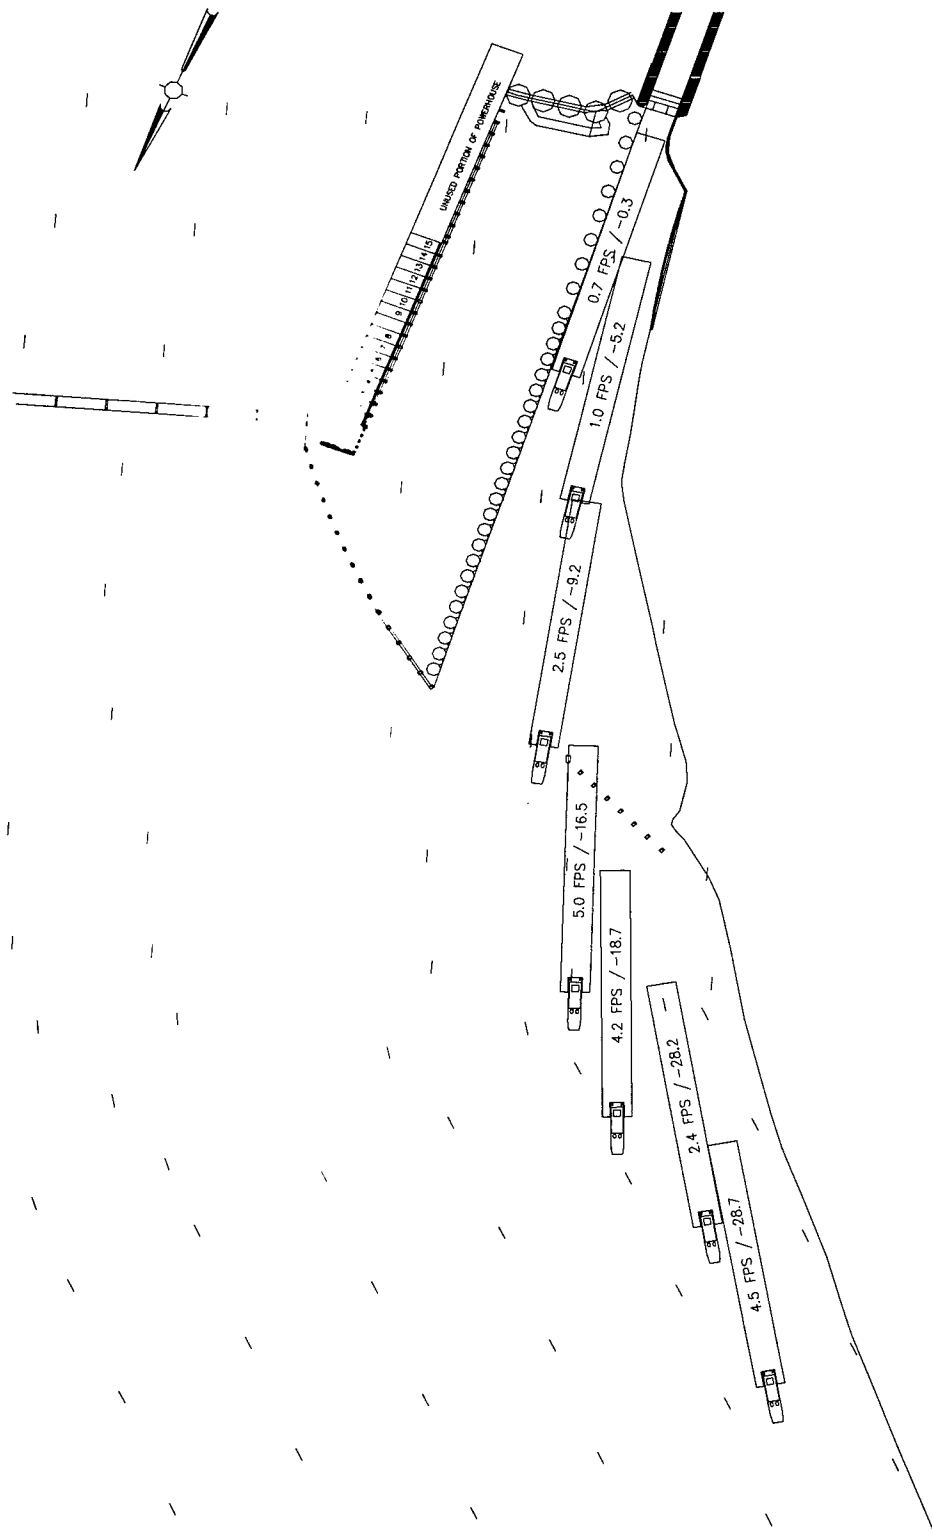 UNUSED PORTION OF POWERHOUSE
15
14
13
12
11
10
9
8
0.7 FPS / -0.3
1.0 FPS / -5.2
2.5 FPS / -9.2
5.0 FPS / -16.5
4.2 FPS / -18.7
2.4 FPS / -28.2
4.5 FPS / -28.7